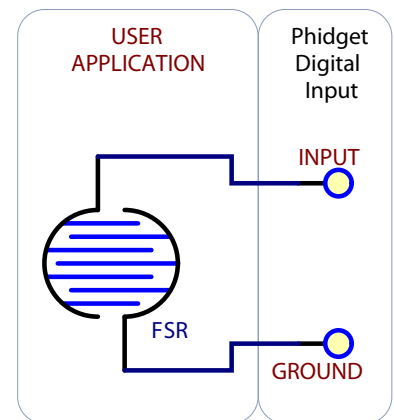 USER
APPLICATION
Phidget
Digital
Input
INPUT
FSR
GROUND